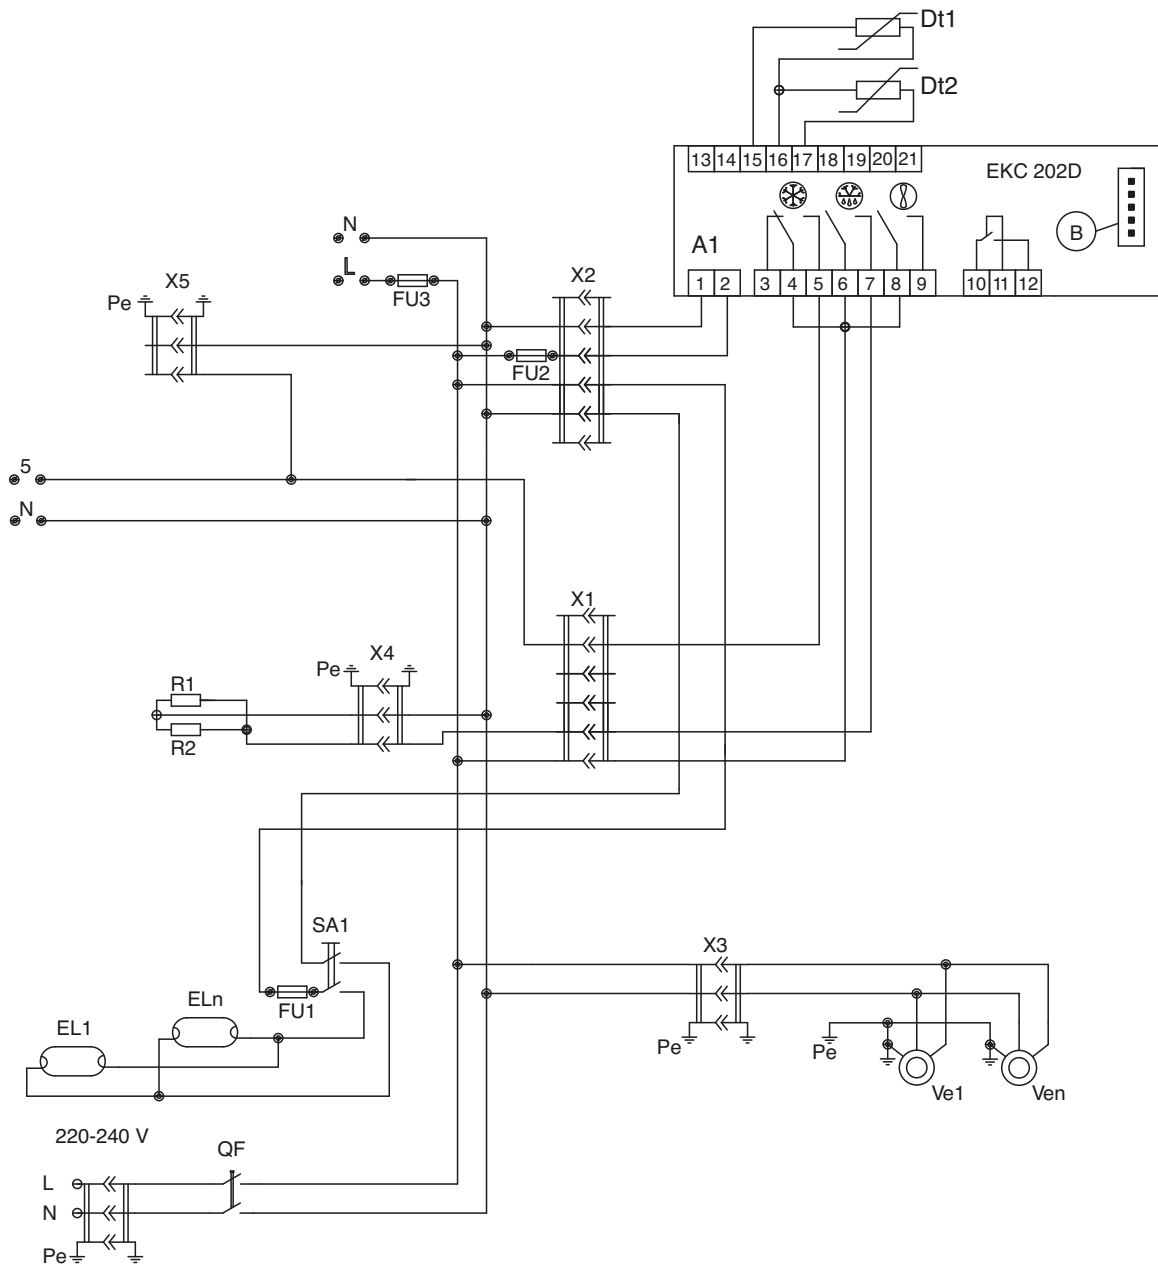 Dt1
Dt2
13 14 15 16 17 18 19 20 21
EKC 202D
B
A1
1 2 3 4 5 6 7 8 9 10 11 12
N
L
FU3
X5
Pe
X2
FU2
5
N
X1
X4
Pe
R1
R2
SA1
FU1
ELn
EL1
X3
Pe
Pe
Ve1
Ven
220-240 V
QF
L
N
Pe